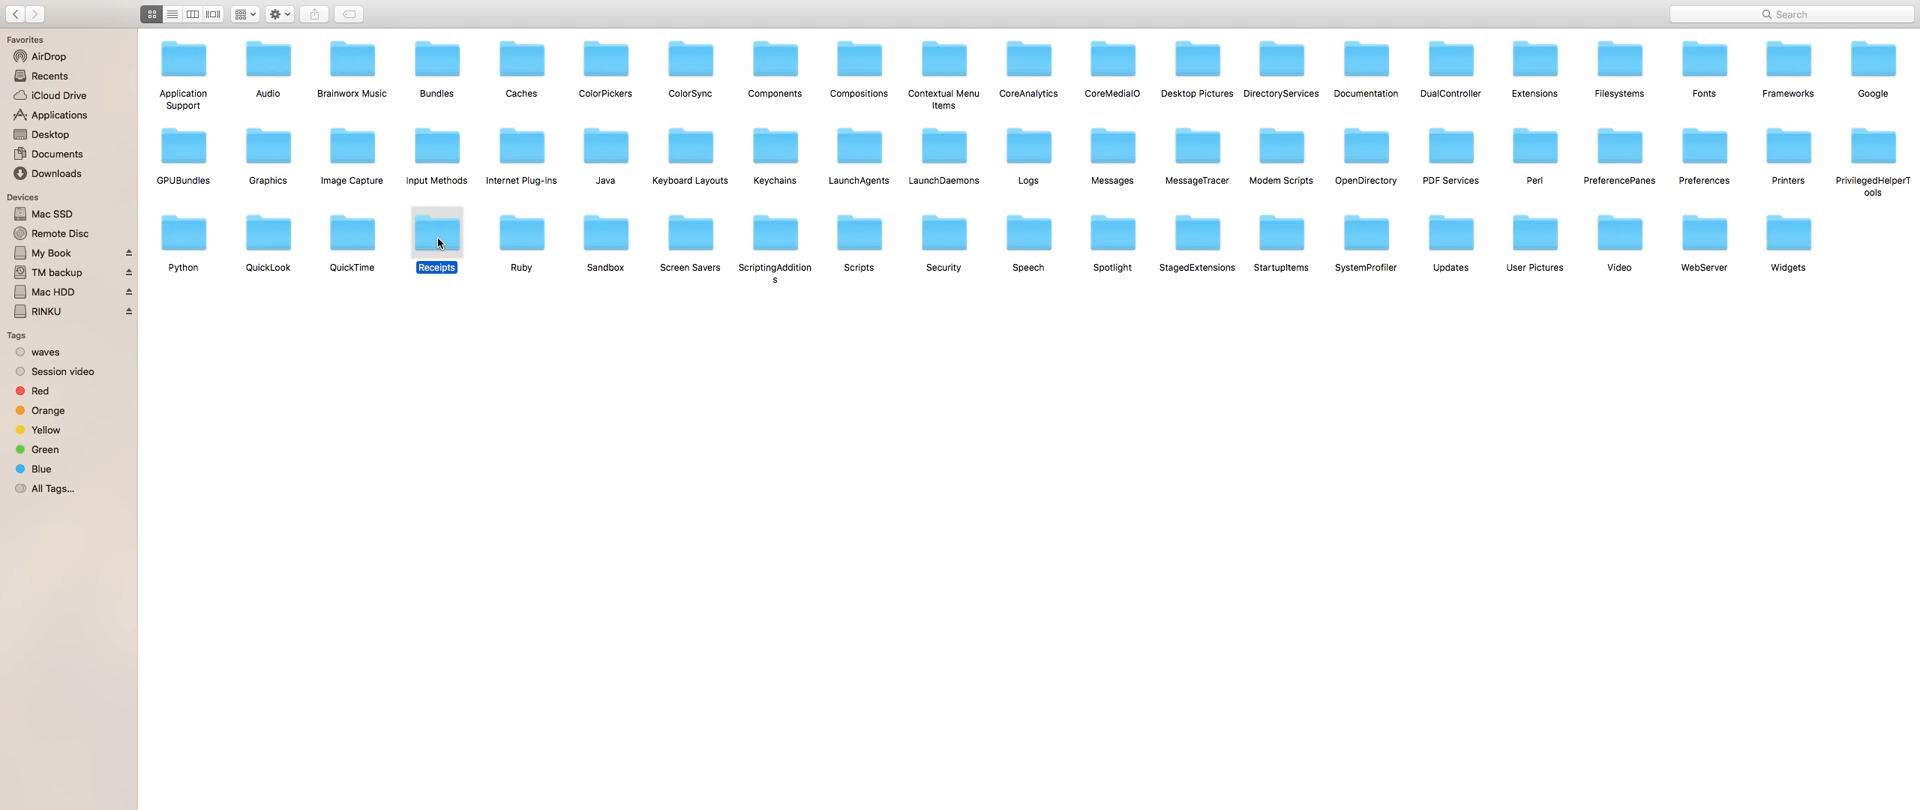 Search
Favorites
AirDrop
Recents
iCloud Drive
Applications
Desktop
Documents
Downloads
Devices
Mac SSD
Remote Disc
My Book
TM backup
Mac HDD
RINKU
Tags
waves
Session video
Red
Orange
Yellow
Green
Blue
All Tags...
Application
Support
Audio
Brainworx Music
Bundles
Caches
ColorPickers
ColorSync
Components
Compositions
Contextual Menu
Items
CoreAnalytics
CoreMediaIO
Desktop Pictures
DirectoryServices
Documentation
DualController
Extensions
Filesystems
Fonts
Frameworks
Google
GPUBundles
Graphics
Image Capture
Input Methods
Internet Plug-Ins
Java
Keyboard Layouts
Keychains
LaunchAgents
LaunchDaemons
Logs
Messages
MessageTracer
Modem Scripts
OpenDirectory
PDF Services
Perl
PreferencePanes
Preferences
Printers
PrivilegedHelperT
ools
Python
QuickLook
QuickTime
Receipts
Ruby
Sandbox
Screen Savers
ScriptingAddition
s
Scripts
Security
Speech
Spotlight
StagedExtensions
StartupItems
SystemProfiler
Updates
User Pictures
Video
WebServer
Widgets